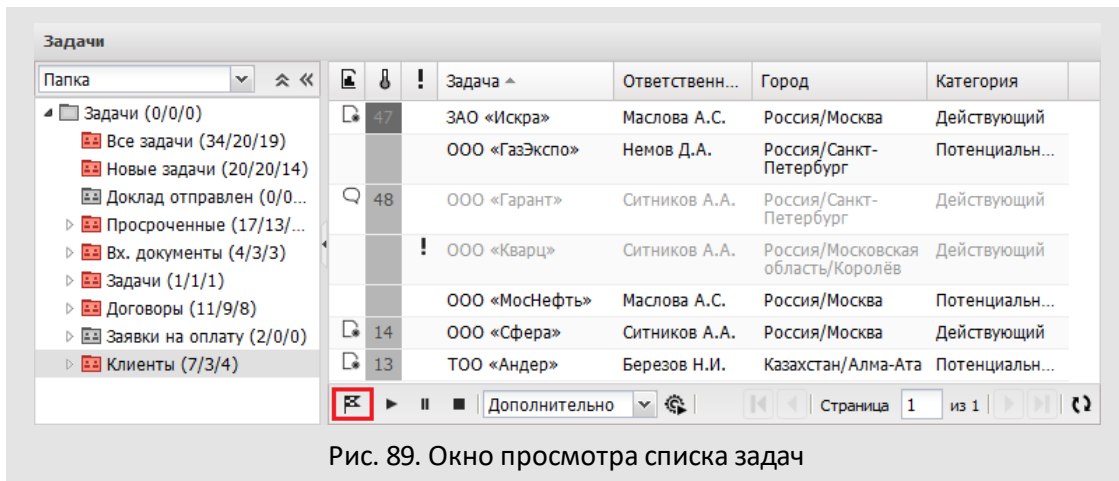 Задачи
Папка
Задачи (0/0/0)
Все задачи (34/20/19)
Новые задачи (20/20/14)
Доклад отправлен (0/0...
Просроченные (17/13/...
Вх. документы (4/3/3)
Задачи (1/1/1)
Договоры (11/9/8)
Заявки на оплату (2/0/0)
Клиенты (7/3/4)
! Задача Ответственн... Город Категория
47 ЗАО «Искра» Маслова А.С. Россия/Москва Действующий
ООО «ГазЭкспо» Немов Д.А. Россия/Санкт- Потенциальн...
Петербург
48 ООО «Гарант» Ситников А.А. Россия/Санкт- Действующий
Петербург
! ООО «Кварц» Ситников А.А. Россия/Московская Действующий
область/Королёв
ООО «МосНефть» Маслова А.С. Россия/Москва Потенциальн...
14 ООО «Сфера» Ситников А.А. Россия/Москва Действующий
13 ТОО «Андер» Березов Н.И. Казахстан/Алма-Ата Потенциальн...
Дополнительно Страница 1 из 1
Рис. 89. Окно просмотра списка задач